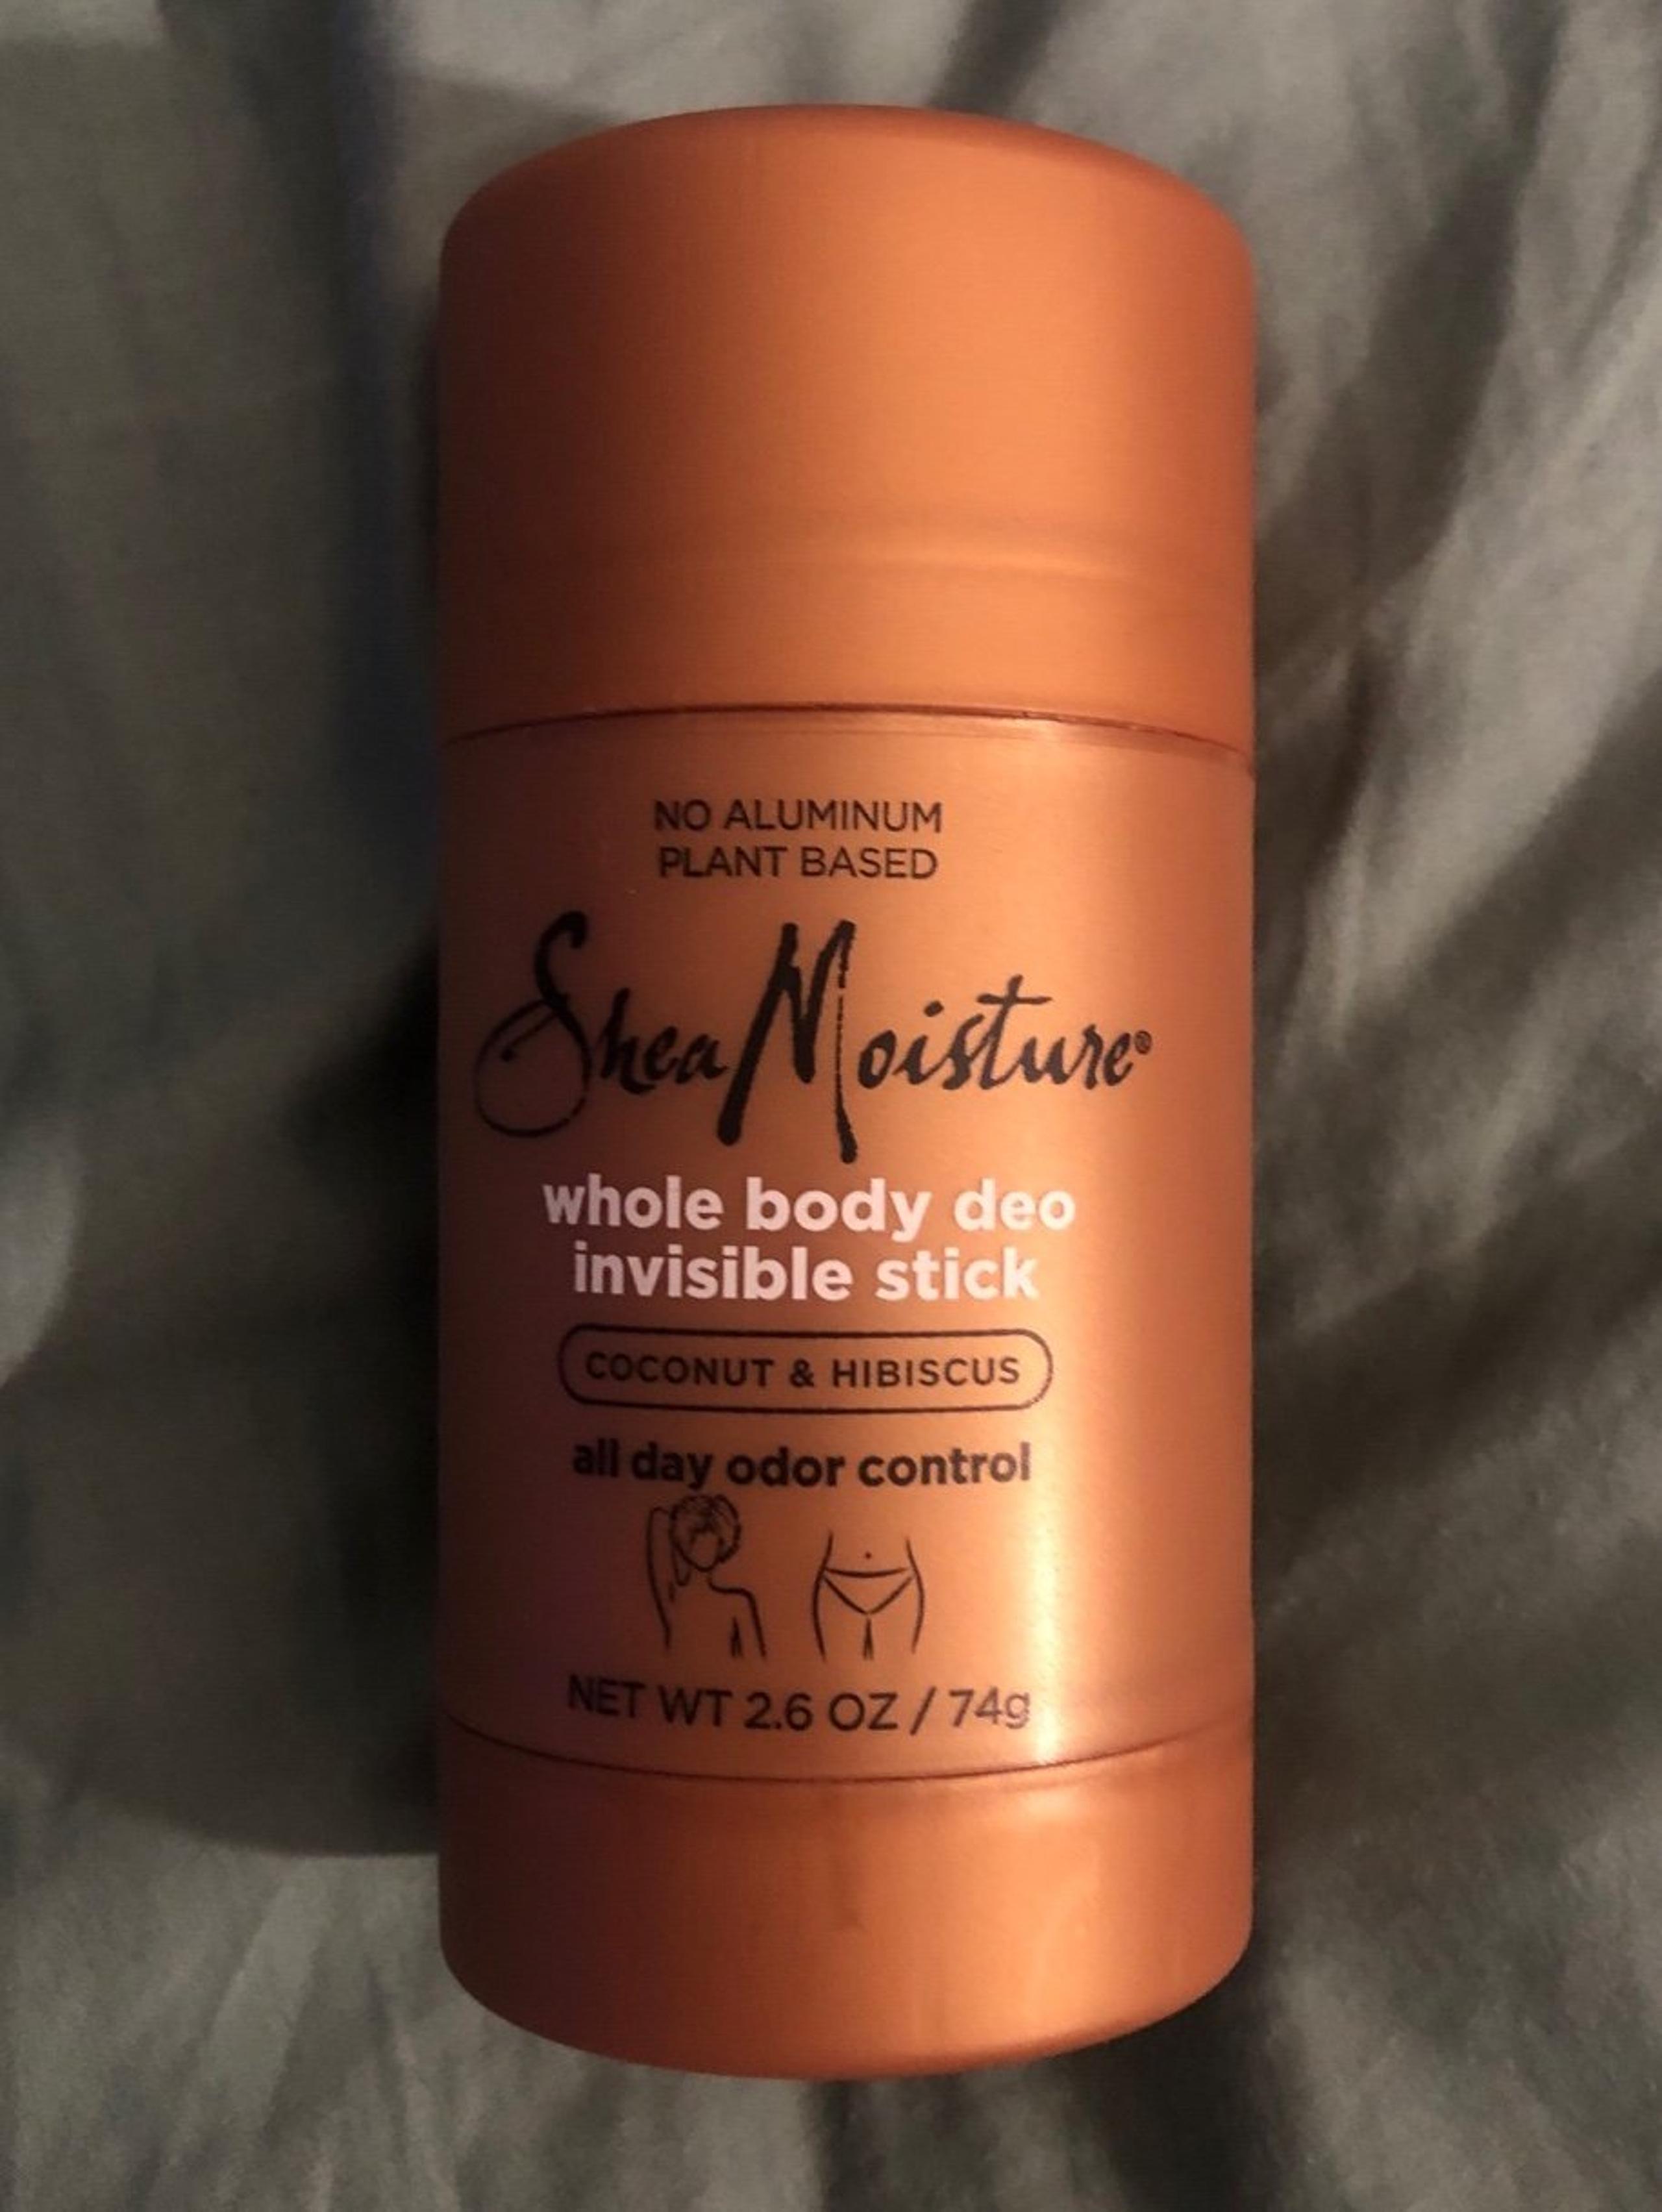 NO ALUMINUM
PLANT BASED
SheaMoisture®
whole body deo
invisible stick
COCONUT & HIBISCUS
all day odor control
NET WT 2.6 OZ / 74g